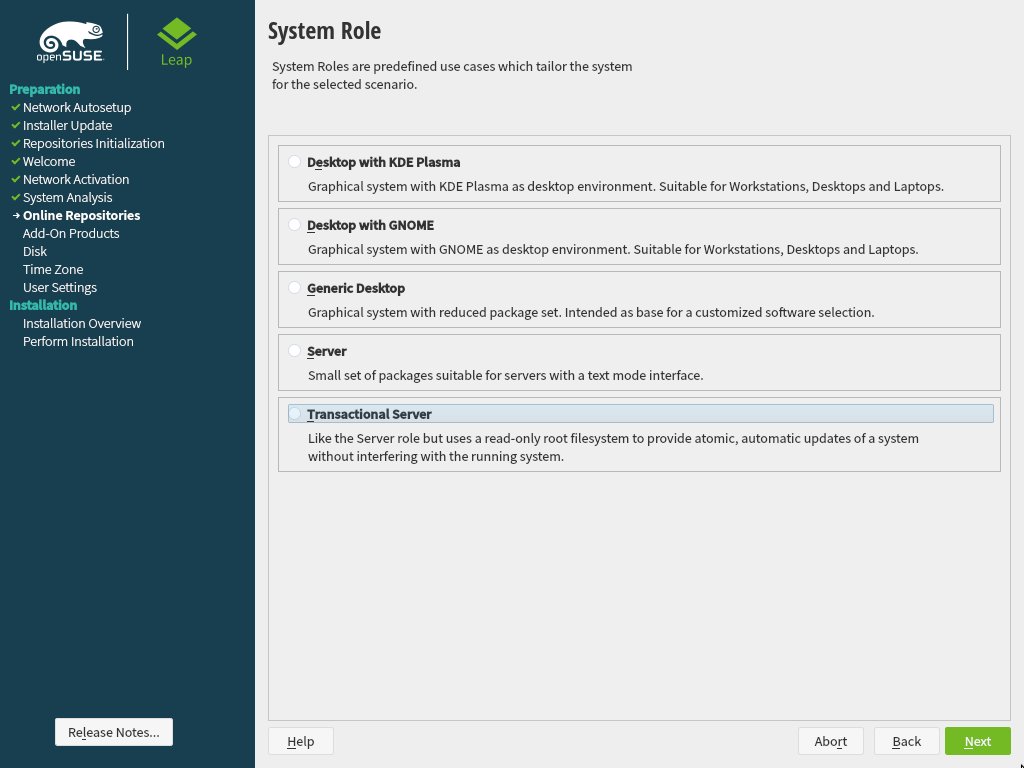 openSUSE
Leap
Preparation
Network Autosetup
Installer Update
Repositories Initialization
Welcome
Network Activation
System Analysis
Online Repositories
Add-On Products
Disk
Time Zone
User Settings
Installation
Installation Overview
Perform Installation
Release Notes...
System Role
System Roles are predefined use cases which tailor the system
for the selected scenario.
Desktop with KDE Plasma
Graphical system with KDE Plasma as desktop environment. Suitable for Workstations, Desktops and Laptops.
Desktop with GNOME
Graphical system with GNOME as desktop environment. Suitable for Workstations, Desktops and Laptops.
Generic Desktop
Graphical system with reduced package set. Intended as base for a customized software selection.
Server
Small set of packages suitable for servers with a text mode interface.
Transactional Server
Like the Server role but uses a read-only root filesystem to provide atomic, automatic updates of a system
without interfering with the running system.
Help
Abort
Back
Next